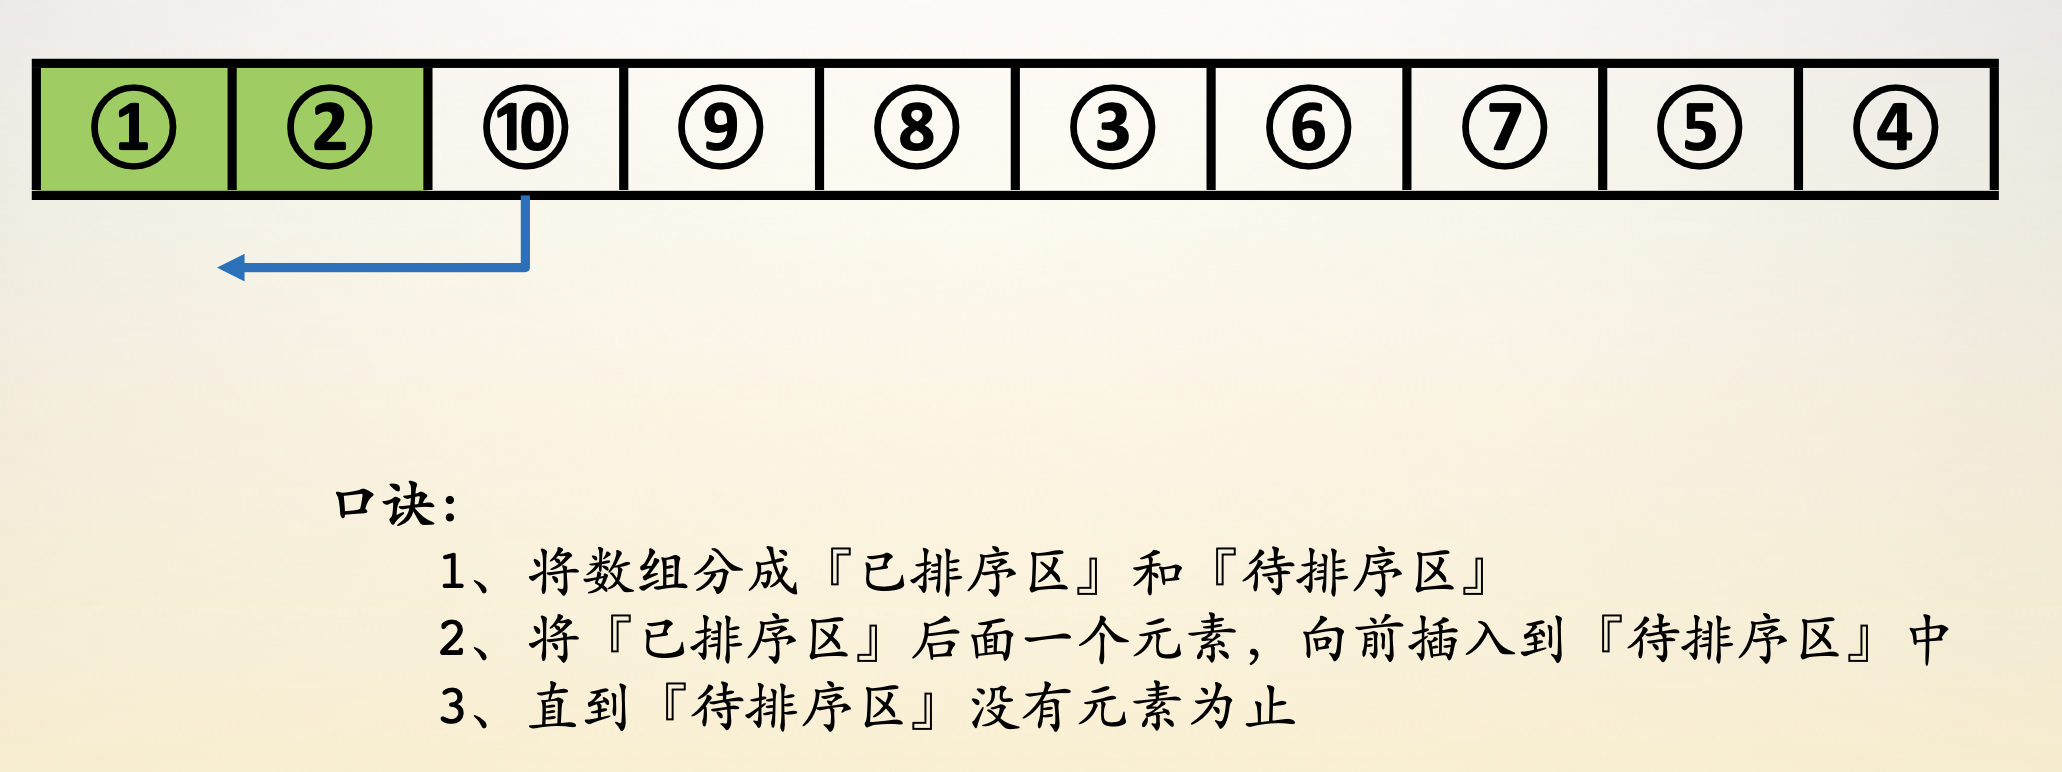 ① ② ⑩ ⑨ ⑧ ③ ⑥ ⑦ ⑤ ④
口诀:
1、将数组分成『已排序区』和『待排序区』
2、将『已排序区』后面一个元素，向前插入到『待排序区』中
3、直到『待排序区』没有元素为止